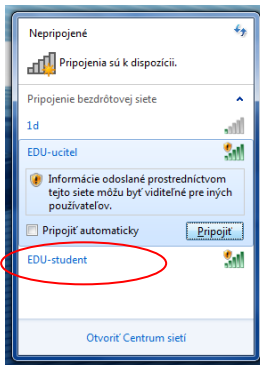 Nepripojené
Pripojenia sú k dispozícii.
Pripojenie bezdrôtovej siete
1d
EDU-ucitel
Informácie odoslané prostredníctvom
tejto siete môžu byť viditeľné pre iných
používateľov.
Pripojiť automaticky
Pripojiť
EDU-student
Otvoriť Centrum sietí